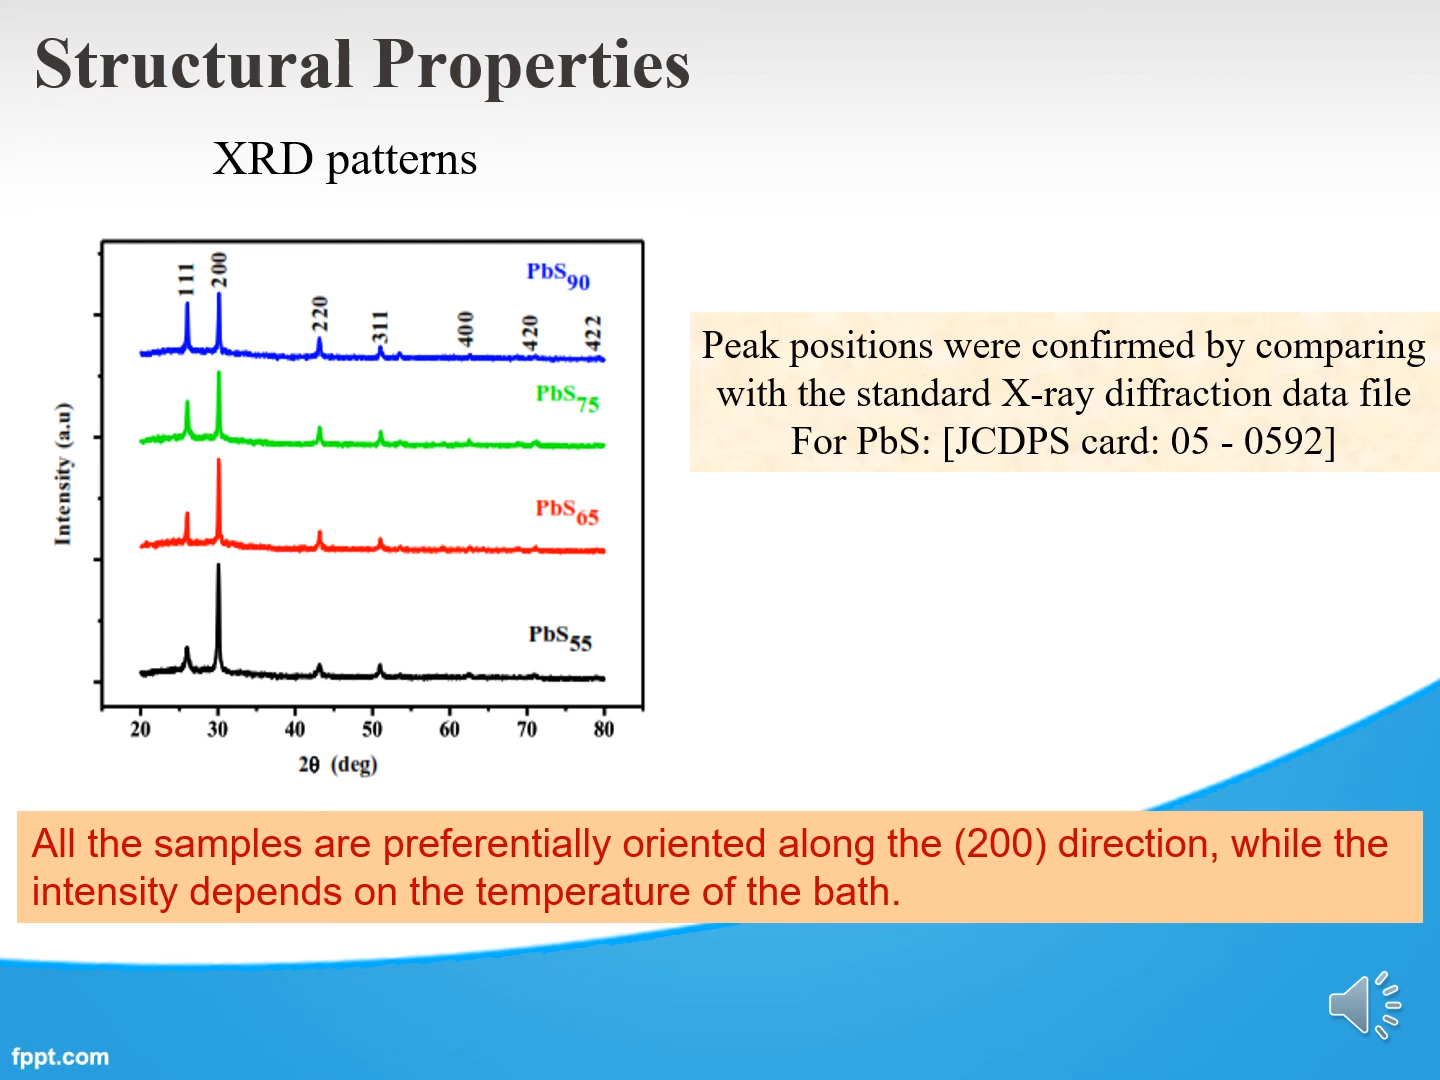 Structural Properties
XRD patterns
111
200
220
311
400
420
422
PbS90
PbS75
PbS65
PbS55
Intensity (a.u)
20 30 40 50 60 70 80
2θ (deg)
Peak positions were confirmed by comparing
with the standard X-ray diffraction data file
For PbS: [JCDPS card: 05 - 0592]
All the samples are preferentially oriented along the (200) direction, while the
intensity depends on the temperature of the bath.
fppt.com